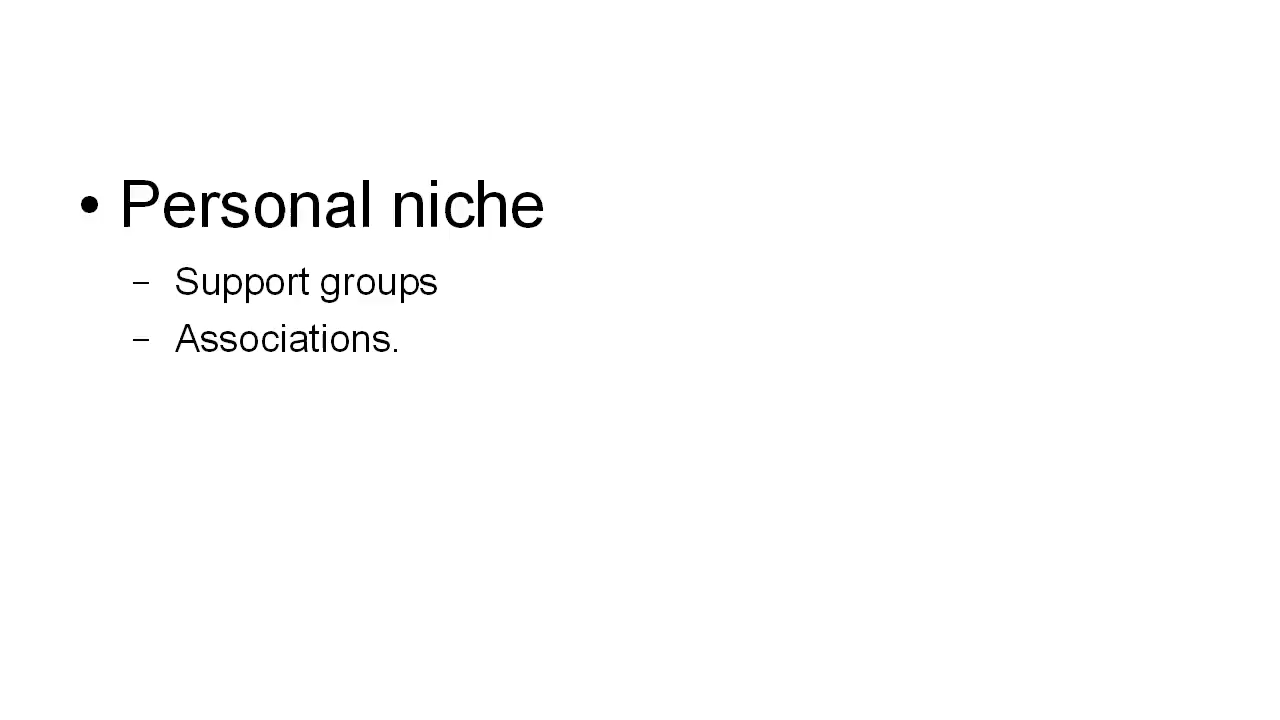 • Personal niche
– Support groups
– Associations.